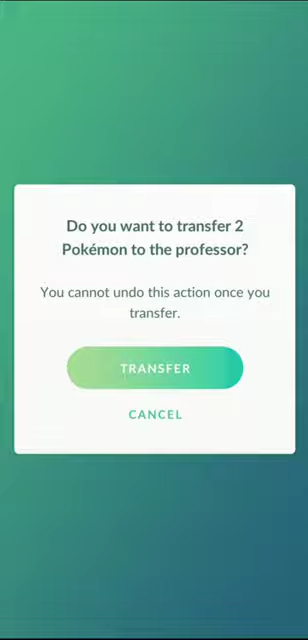 Do you want to transfer 2
Pokémon to the professor?
You cannot undo this action once you
transfer.
TRANSFER
CANCEL